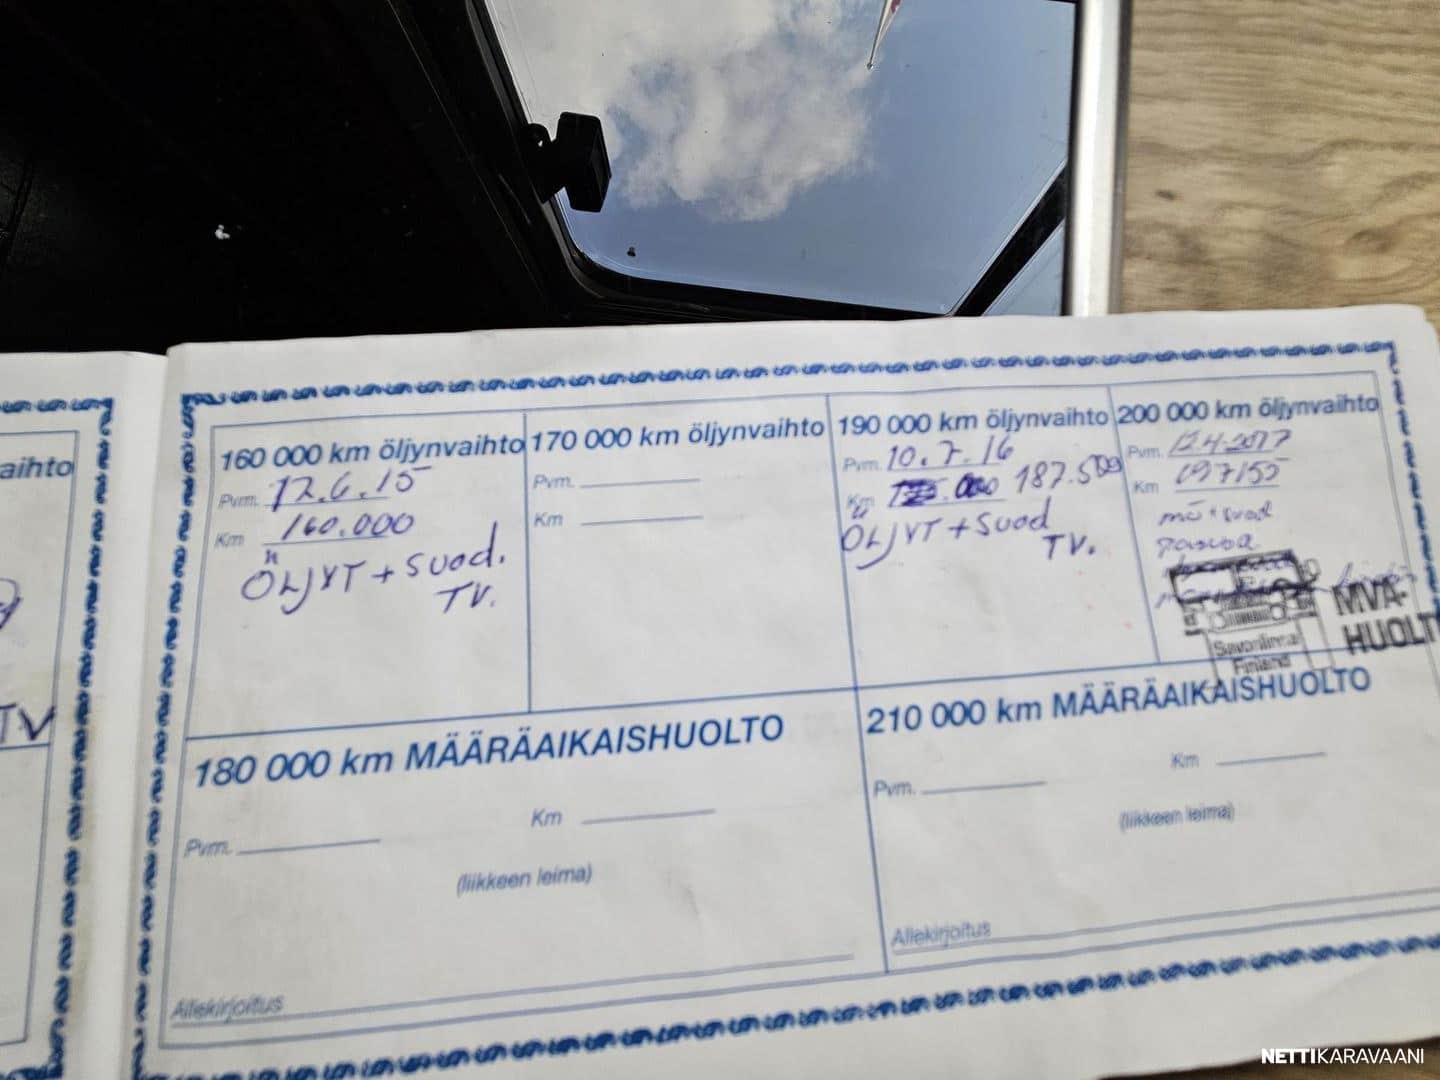 aihto
TV
160 000 km öljynvaihto
Pvm. 12.6.15
Km 160.000
ÖLJYT + SUOD.
TV.
170 000 km öljynvaihto
Pvm.
Km
190 000 km öljynvaihto
Pvm. 10.7.16
Km 187.500
ÖLJYT + SUOD
TV.
200 000 km öljynvaihto
Pvm. 12.4-2017
Km 197155
Savonlinna
Finland
MVA-
HUOLT
180 000 km MÄÄRÄAIKAISHUOLTO
Pvm. Km
(liikkeen leima)
Allekirjoitus
210 000 km MÄÄRÄAIKAISHUOLTO
Pvm. Km
(liikkeen leima)
Allekirjoitus
NETTIKARAVAANI